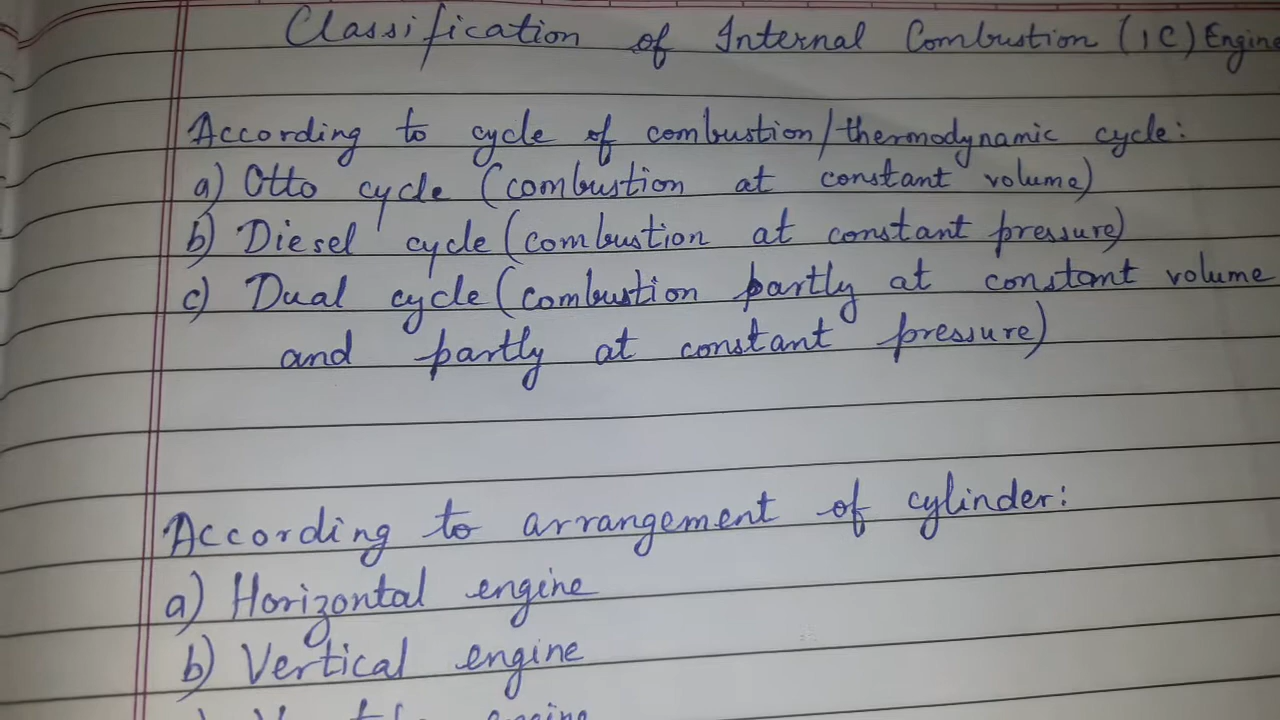 Classification of Internal Combustion (IC) Engine
According to cycle of combustion/thermodynamic cycle:
a) Otto cycle (combustion at constant volume)
b) Diesel cycle (combustion at constant pressure)
c) Dual cycle (combustion partly at constant volume
and partly at constant pressure)
According to arrangement of cylinder:
a) Horizontal engine
b) Vertical engine
engine